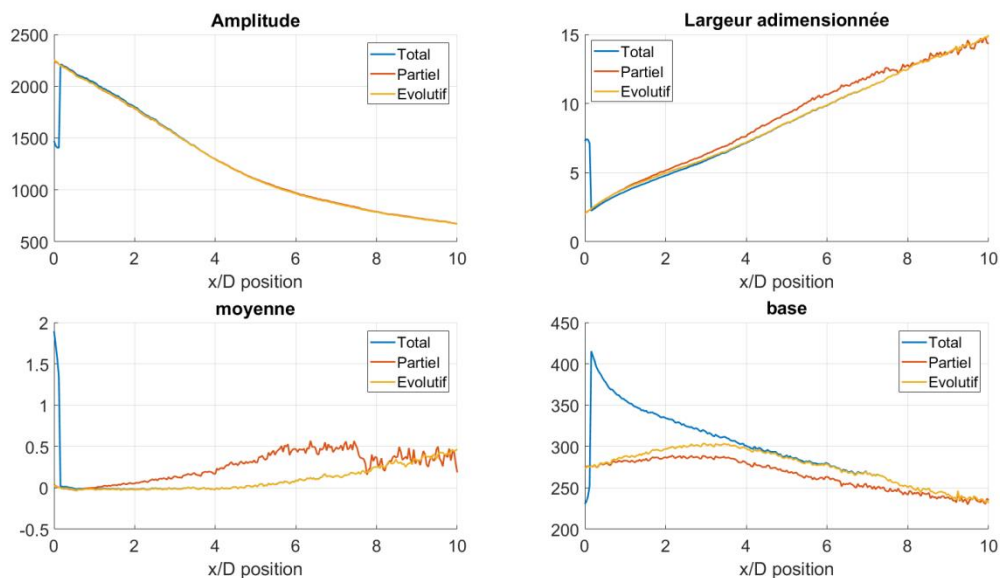 Amplitude
2500
2000
1500
1000
500
0 2 4 6 8 10
x/D position
Total
Partiel
Evolutif
Largeur adimensionnée
15
10
5
0
0 2 4 6 8 10
x/D position
Total
Partiel
Evolutif
moyenne
2
1.5
1
0.5
0
-0.5
0 2 4 6 8 10
x/D position
Total
Partiel
Evolutif
base
450
400
350
300
250
200
0 2 4 6 8 10
x/D position
Total
Partiel
Evolutif